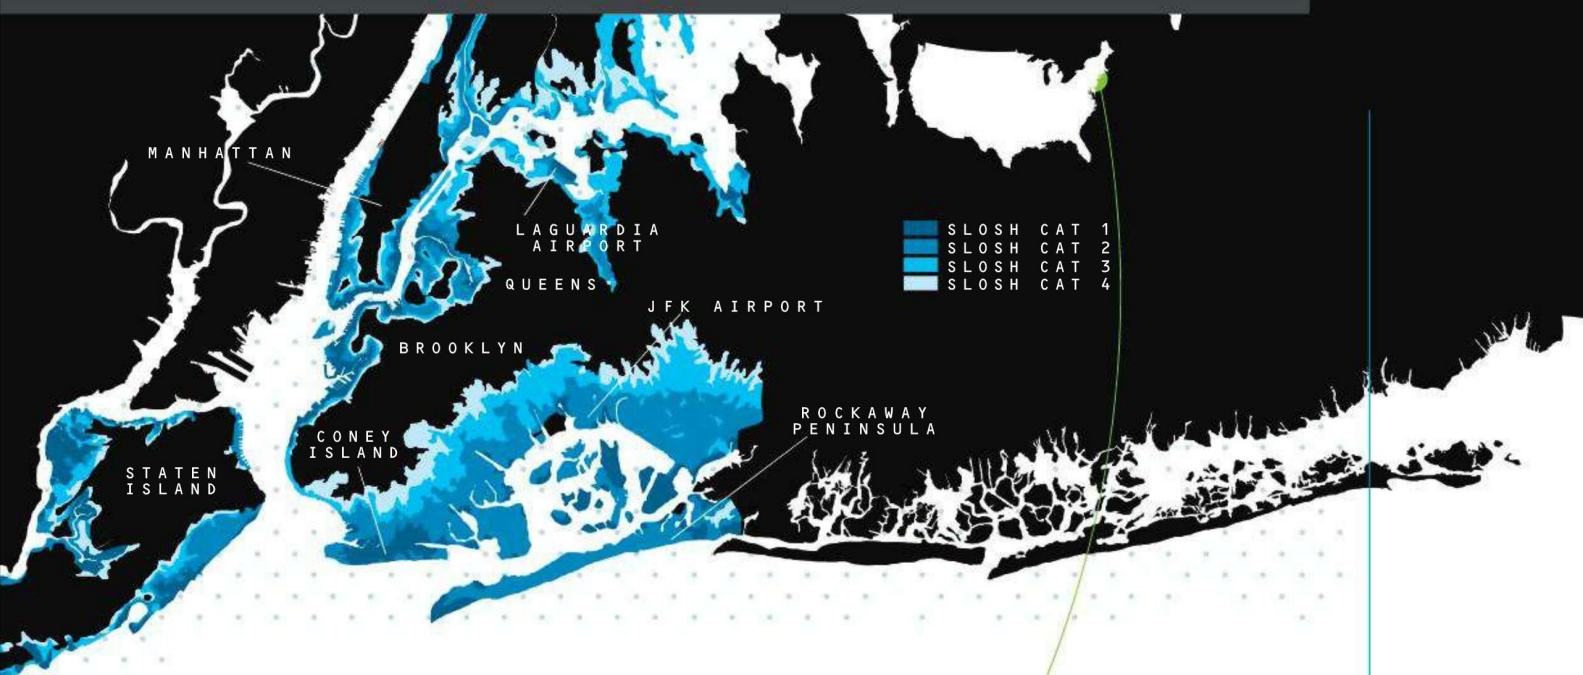 MANHATTAN
LAGUARDIA
AIRPORT
QUEENS
JFK AIRPORT
BROOKLYN
CONEY
ISLAND
ROCKAWAY
PENINSULA
STATEN
ISLAND
SLOSH CAT 1
SLOSH CAT 2
SLOSH CAT 3
SLOSH CAT 4